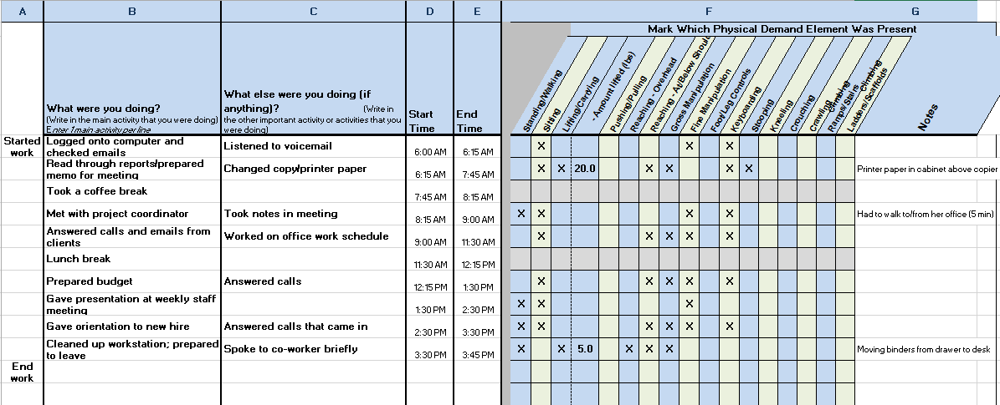 A B C D E F G
Mark Which Physical Demand Element Was Present
What were you doing?
(Write in the main activity that you were doing)
Enter 1 main activity per line
What else were you doing (if
anything)? (Write in
the other important activity or activities that you
were doing)
Start
Time
End
Time
Standing/Walking
Sitting
Lifting/Carrying
- Amount lifted (lbs)
Pushing/Pulling
Reaching - Overhead
Reaching - At/Below Should
Gross Manipulation
Fine Manipulation
Foot/Leg Controls
Keyboarding
Stooping
Kneeling
Crouching
Crawling
Climbing
Ramps/Stairs
Climbing
Ladders/Scaffolds
Notes
Started
work
Logged onto computer and
checked emails
Listened to voicemail
6:00 AM 6:15 AM
X X X
Read through reports/prepared
memo for meeting
Changed copy/printer paper
6:15 AM 7:45 AM
X X 20.0 X X X X
Printer paper in cabinet above copier
Took a coffee break
7:45 AM 8:15 AM
Met with project coordinator
Took notes in meeting
8:15 AM 9:00 AM
X X X X
Had to walk to/from her office (5 min)
Answered calls and emails from
clients
Worked on office work schedule
9:00 AM 11:30 AM
X X X X X
Lunch break
11:30 AM 12:15 PM
Prepared budget
Answered calls
12:15 PM 1:30 PM
X X X X X
Gave presentation at weekly staff
meeting
1:30 PM 2:30 PM
X X X
Gave orientation to new hire
Answered calls that came in
2:30 PM 3:30 PM
X X X X X X
Cleaned up workstation; prepared
to leave
Spoke to co-worker briefly
3:30 PM 3:45 PM
X X 5.0 X X X
Moving binders from drawer to desk
End
work